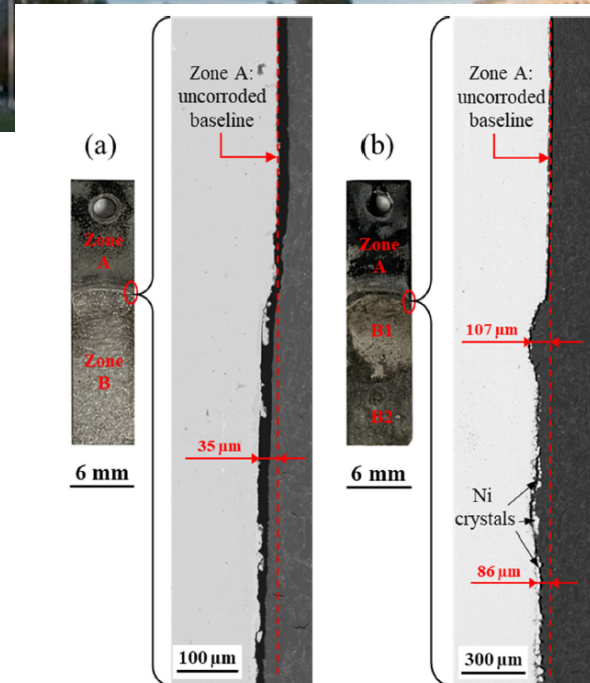 (a)
Zone
A
Zone
B
6 mm
Zone A:
uncorroded
baseline
35 µm
100 µm
(b)
Zone
A
B1
B2
6 mm
Zone A:
uncorroded
baseline
107 µm
Ni
crystals
86 µm
300 µm